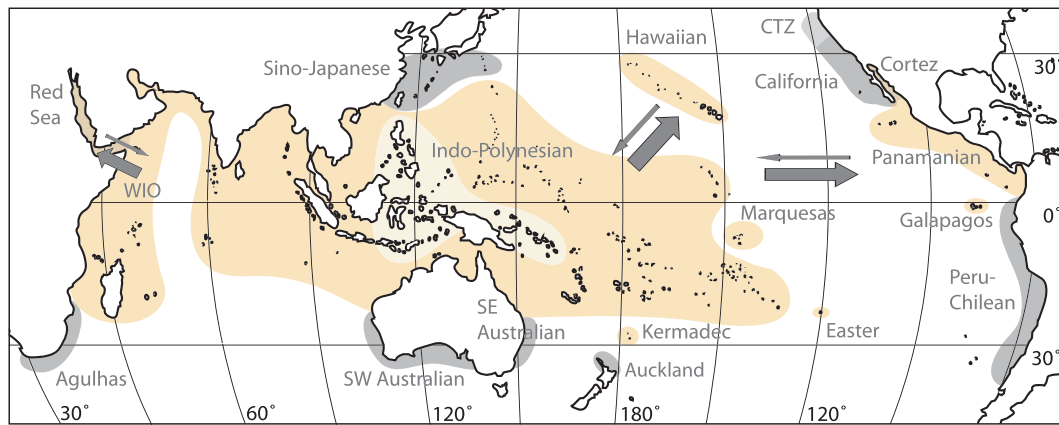 CTZ
Hawaiian
30°
Sino-Japanese
Cortez
California
Red
Sea
Indo-Polynesian
Panamanian
WIO
Marquesas
Galapagos
0°
Peru-
Chilean
SE
Australian
Kermadec
Easter
30°
Agulhas
SW Australian
Auckland
30°
60°
120°
180°
120°